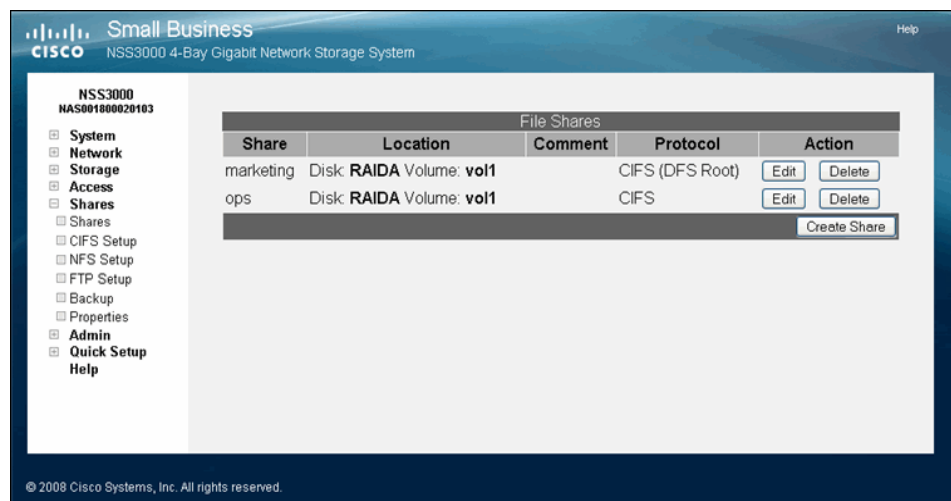 Small Business
Help
CISCO
NSS3000 4-Bay Gigabit Network Storage System
NSS3000
NAS001800020103
System
Network
Storage
Access
Shares
Shares
CIFS Setup
NFS Setup
FTP Setup
Backup
Properties
Admin
Quick Setup
Help
File Shares
Share Location Comment Protocol Action
marketing Disk: RAIDA Volume: vol1 CIFS (DFS Root) Edit Delete
ops Disk: RAIDA Volume: vol1 CIFS Edit Delete
Create Share
© 2008 Cisco Systems, Inc. All rights reserved.